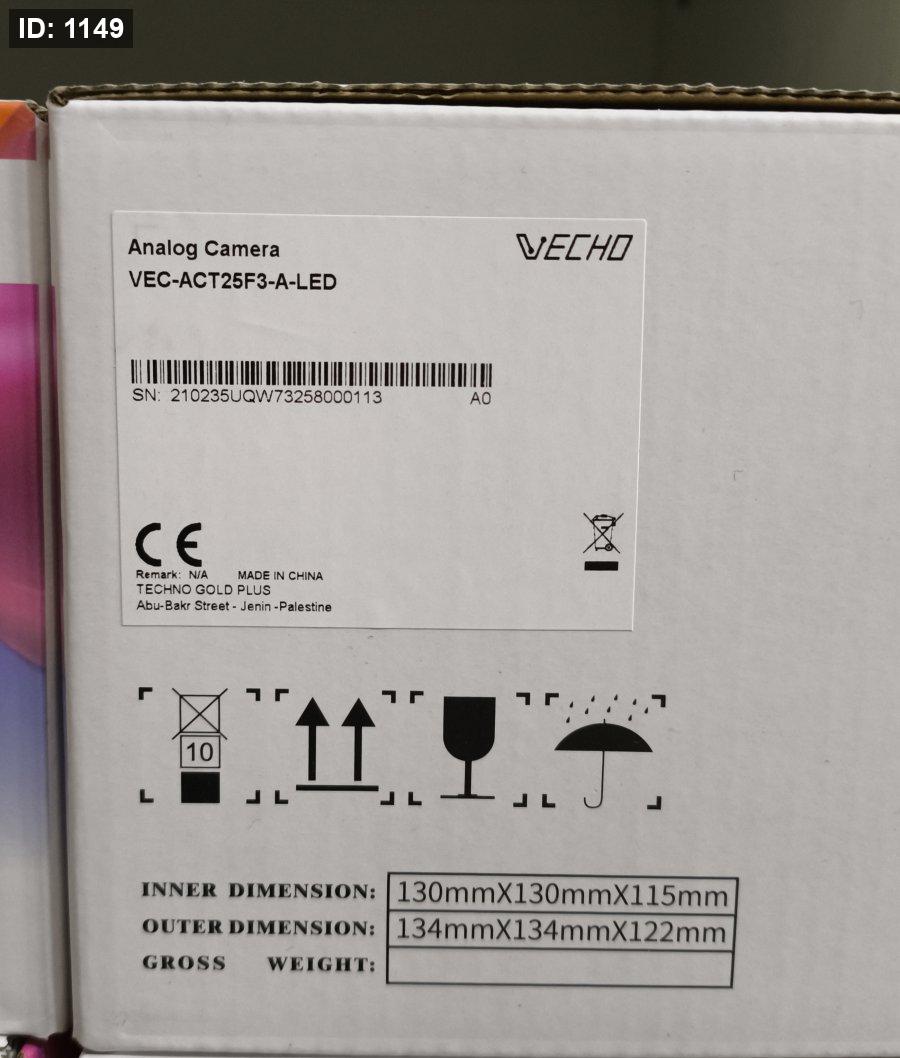 ID: 1149
Analog Camera
VECHO
VEC-ACT25F3-A-LED
SN: 210235UQW73258000113 A0
CE
Remark: N/A MADE IN CHINA
TECHNO GOLD PLUS
Abu-Bakr Street - Jenin -Palestine
10
INNER DIMENSION: 130mmX130mmX115mm
OUTER DIMENSION: 134mmX134mmX122mm
GROSS WEIGHT: